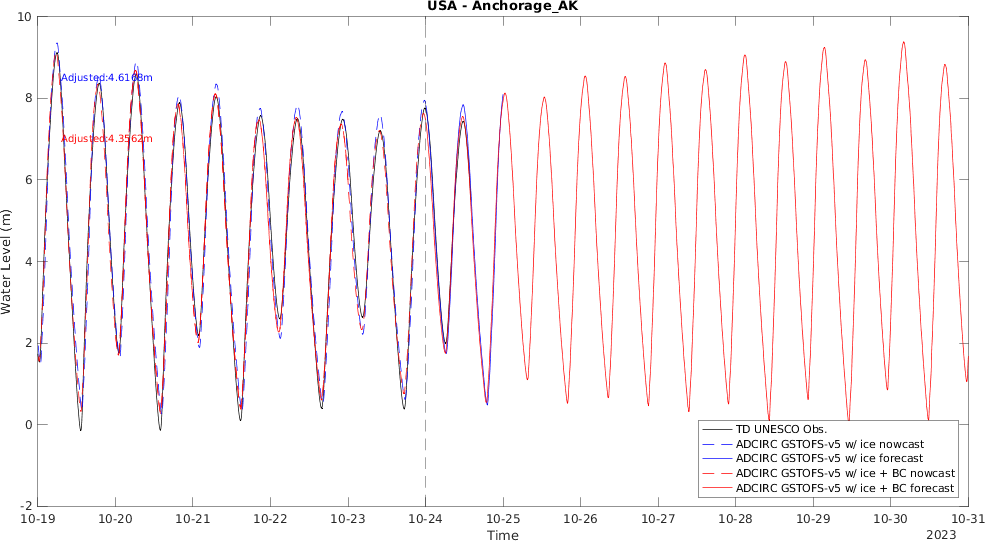 USA - Anchorage_AK
10
8
6
4
2
0
-2
Water Level (m)
Adjusted:4.6168m
Adjusted:4.3562m
TD UNESCO Obs.
ADCIRC GSTOFS-v5 w/ ice nowcast
ADCIRC GSTOFS-v5 w/ ice forecast
ADCIRC GSTOFS-v5 w/ ice + BC nowcast
ADCIRC GSTOFS-v5 w/ ice + BC forecast
10-19 10-20 10-21 10-22 10-23 10-24 10-25 10-26 10-27 10-28 10-29 10-30 10-31
Time
2023